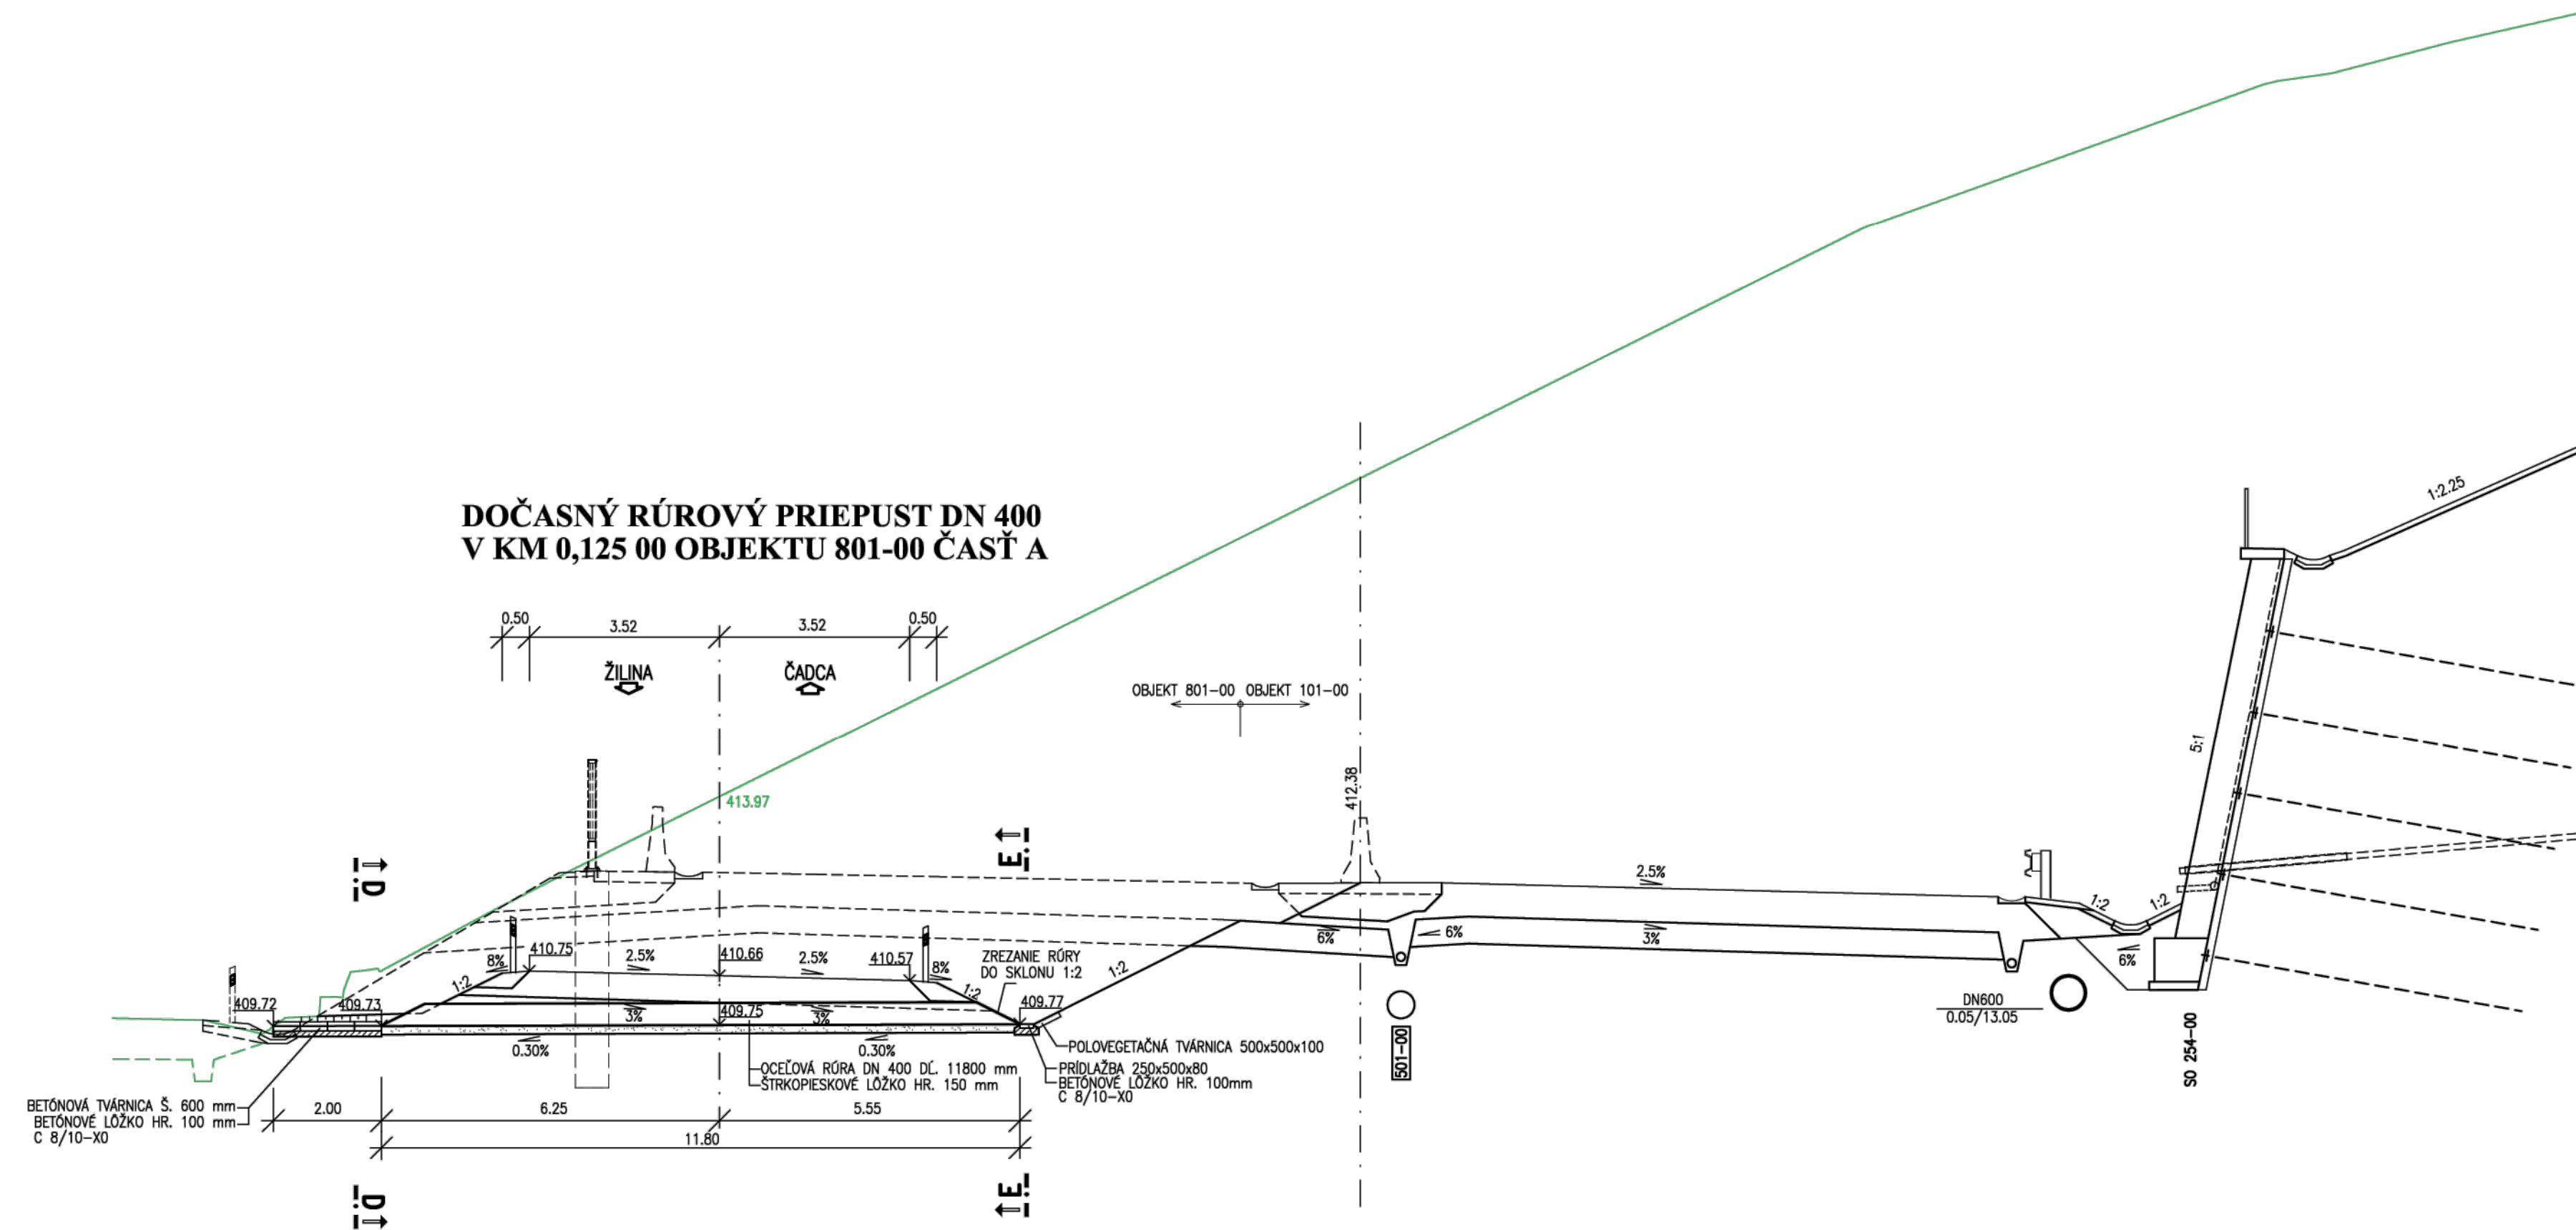 1:2.25
DOČASNÝ RÚROVÝ PRIEPUST DN 400
V KM 0,125 00 OBJEKTU 801-00 ČASŤ A
0.50
3.52
3.52
0.50
ŽILINA
ČADCA
OBJEKT 801-00 OBJEKT 101-00
5:1
413.97
412.38
D
E
2.5%
1:2
1:2
410.75
2.5%
410.66
2.5%
410.57
8%
8%
ZREZANIE RÚRY
DO SKLONU 1:2
1:2
6%
6%
3%
6%
1:2
1:2
409.72
409.73
3%
409.75
3%
409.77
DN600
0.05/13.05
0.30%
0.30%
501-00
SO 254-00
POLOVEGETAČNÁ TVÁRNICA 500x500x100
OCEĽOVÁ RÚRA DN 400 DĹ. 11800 mm
ŠTRKOPIESKOVÉ LÔŽKO HR. 150 mm
PRÍDLAŽBA 250x500x80
BETÓNOVÉ LÔŽKO HR. 100mm
C 8/10-X0
BETÓNOVÁ TVÁRNICA Š. 600 mm
BETÓNOVÉ LÔŽKO HR. 100 mm
C 8/10-X0
2.00
6.25
5.55
11.80
D
E